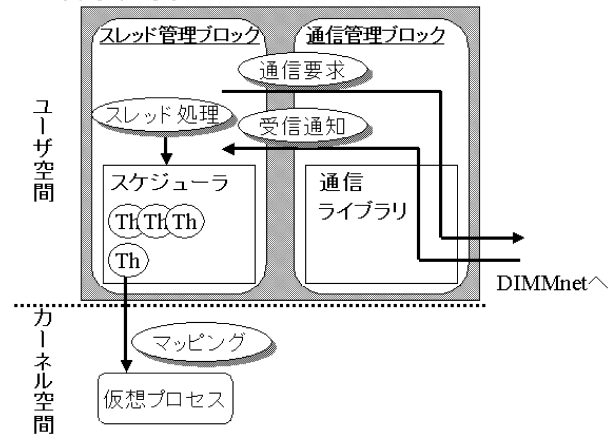 スレッド管理ブロック
通信管理ブロック
通信要求
スレッド処理
受信通知
ユーザ空間
スケジューラ
Th Th Th
Th
通信
ライブラリ
DIMMnetへ
マッピング
カーネル空間
仮想プロセス